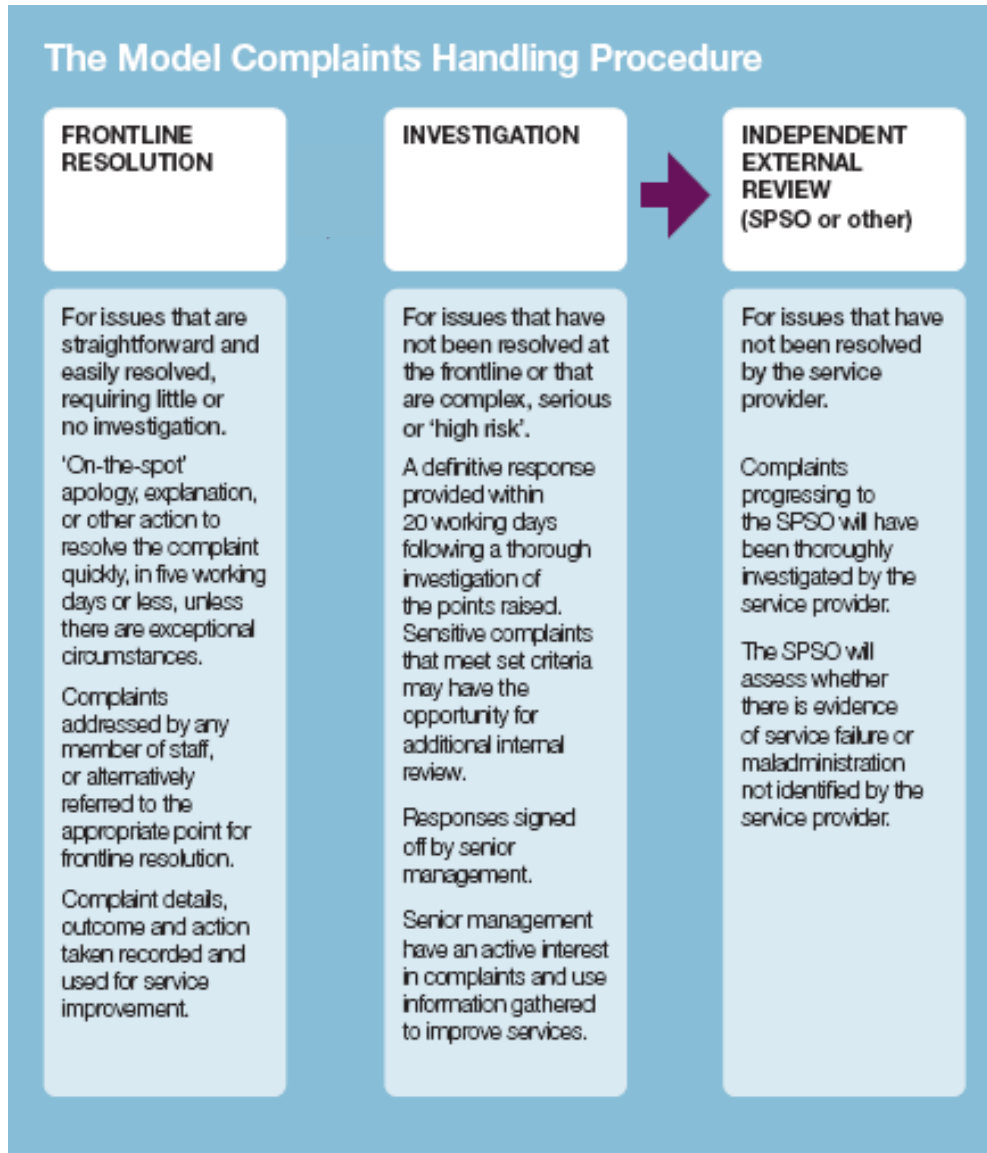 The Model Complaints Handling Procedure
FRONTLINE
RESOLUTION
For issues that are
straightforward and
easily resolved,
requiring little or
no investigation.
‘On-the-spot’
apology, explanation,
or other action to
resolve the complaint
quickly, in five working
days or less, unless
there are exceptional
circumstances.
Complaints
addressed by any
member of staff,
or alternatively
referred to the
appropriate point for
frontline resolution.
Complaint details,
outcome and action
taken recorded and
used for service
improvement.
INVESTIGATION
For issues that have
not been resolved at
the frontline or that
are complex, serious
or ‘high risk’.
A definitive response
provided within
20 working days
following a thorough
investigation of
the points raised.
Sensitive complaints
that meet set criteria
may have the
opportunity for
additional internal
review.
Responses signed
off by senior
management.
Senior management
have an active interest
in complaints and use
information gathered
to improve services.
INDEPENDENT
EXTERNAL
REVIEW
(SPSO or other)
For issues that have
not been resolved
by the service
provider.
Complaints
progressing to
the SPSO will have
been thoroughly
investigated by the
service provider.
The SPSO will
assess whether
there is evidence
of service failure or
maladministration
not identified by the
service provider.